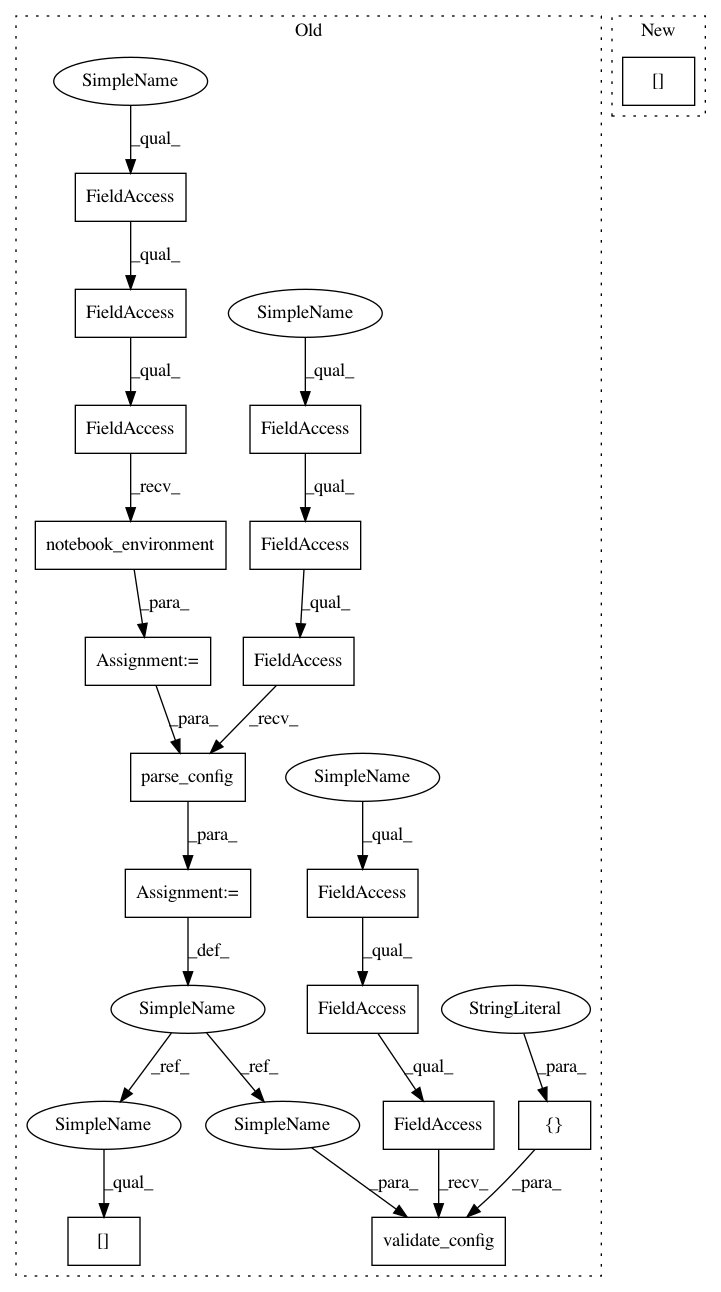 Old
New
SimpleName
[]
_qual_
FieldAccess
_qual_
FieldAccess
SimpleName
_qual_
_qual_
FieldAccess
FieldAccess
_recv_
_qual_
notebook_environment
FieldAccess
_para_
_qual_
Assignment:=
FieldAccess
_para_
_recv_
parse_config
SimpleName
_para_
_qual_
Assignment:=
FieldAccess
_def_
_qual_
SimpleName
FieldAccess
StringLiteral
_ref_
_ref_
_qual_
_para_
SimpleName
SimpleName
FieldAccess
{}
_qual_
_para_
_recv_
_para_
[]
validate_config